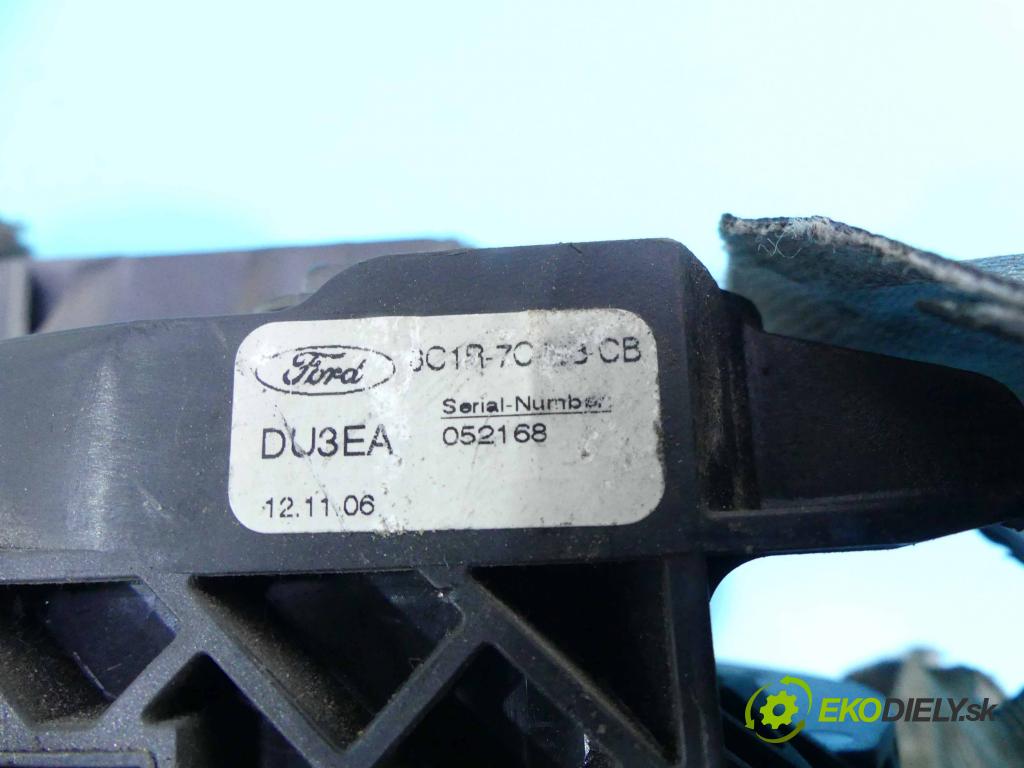 Ford
Serial-Number
DU3EA 052168
12.11.06
EKODIELY.sk